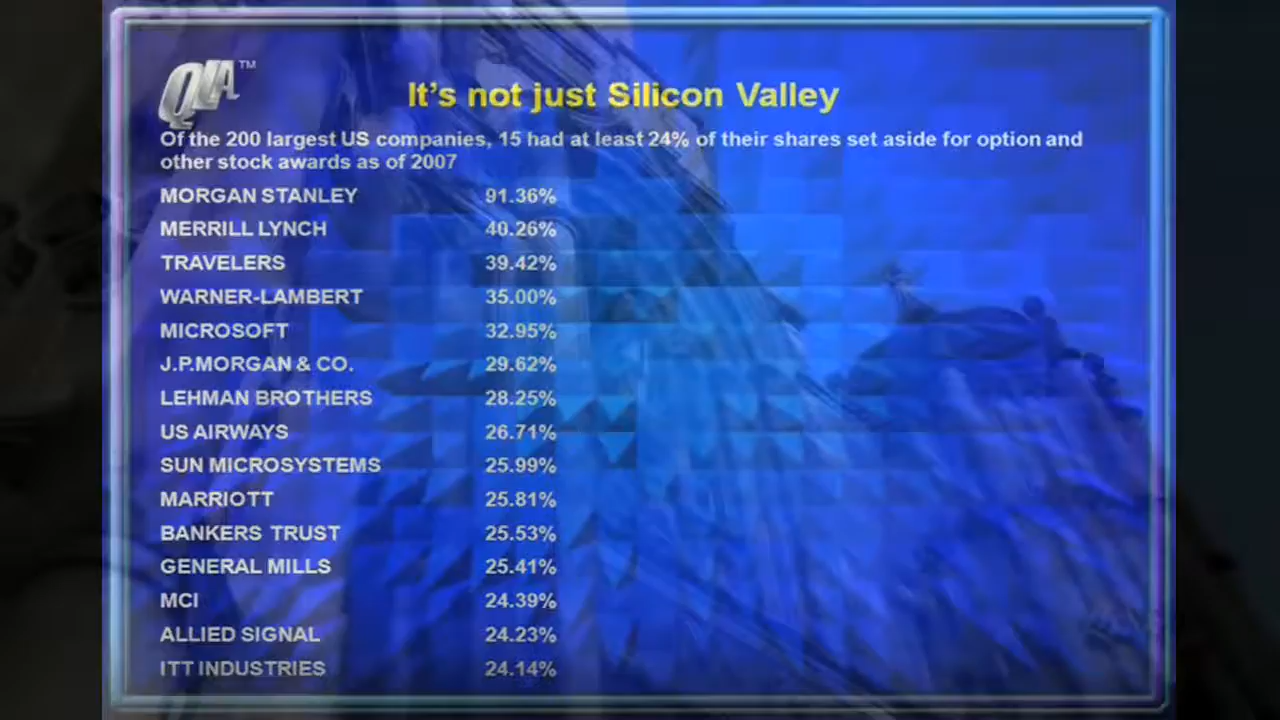 QLA™
It's not just Silicon Valley
Of the 200 largest US companies, 15 had at least 24% of their shares set aside for option and
other stock awards as of 2007
MORGAN STANLEY 91.36%
MERRILL LYNCH 40.26%
TRAVELERS 39.42%
WARNER-LAMBERT 35.00%
MICROSOFT 32.95%
J.P.MORGAN & CO. 29.62%
LEHMAN BROTHERS 28.25%
US AIRWAYS 26.71%
SUN MICROSYSTEMS 25.99%
MARRIOTT 25.81%
BANKERS TRUST 25.53%
GENERAL MILLS 25.41%
MCI 24.39%
ALLIED SIGNAL 24.23%
ITT INDUSTRIES 24.14%